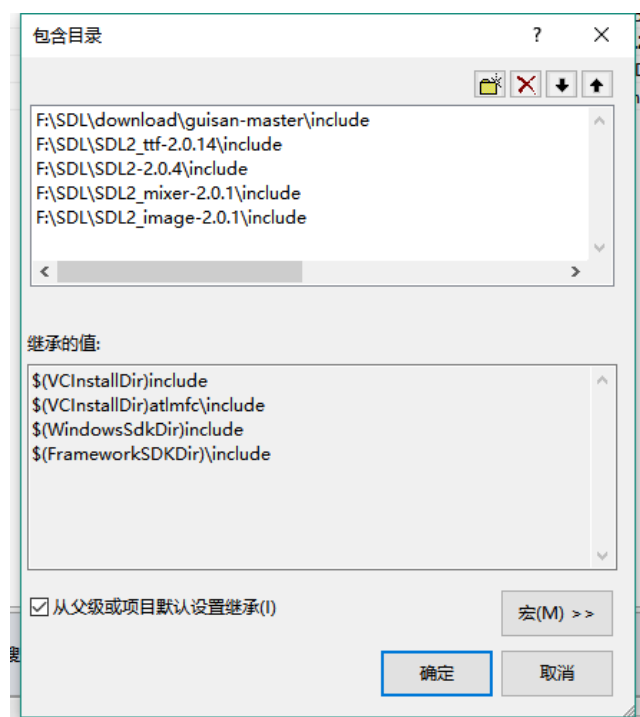 包含目录
?
F:\SDL\download\guisan-master\include
F:\SDL\SDL2_ttf-2.0.14\include
F:\SDL\SDL2-2.0.4\include
F:\SDL\SDL2_mixer-2.0.1\include
F:\SDL\SDL2_image-2.0.1\include
继承的值:
$(VCInstallDir)include
$(VCInstallDir)atlmfc\include
$(WindowsSdkDir)include
$(FrameworkSDKDir)\include
从父级或项目默认设置继承(I)
宏(M) >>
确定
取消